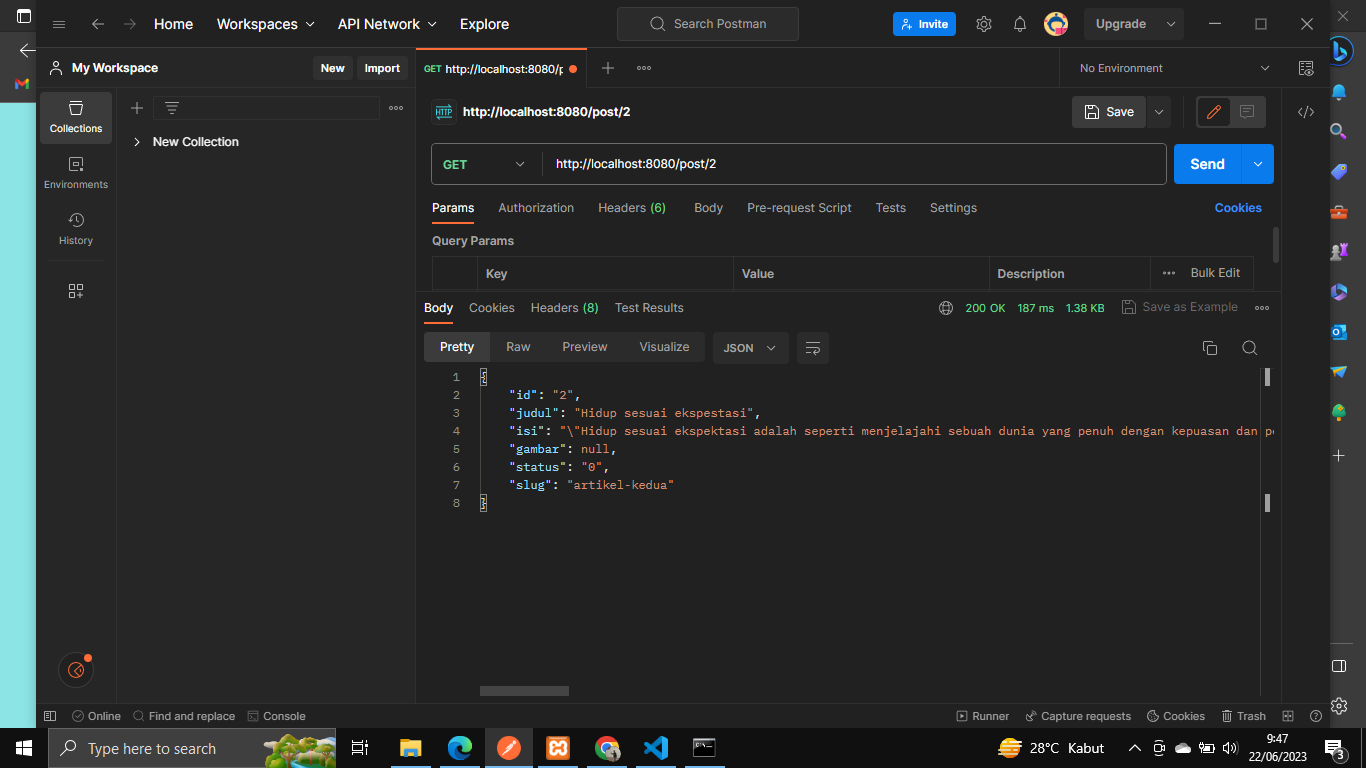 Home
Workspaces
API Network
Explore
Search Postman
Invite
Upgrade
My Workspace
New
Import
GET http://localhost:8080/p
No Environment
Collections
New Collection
http://localhost:8080/post/2
Save
Environments
History
GET
http://localhost:8080/post/2
Send
Params
Authorization
Headers (6)
Body
Pre-request Script
Tests
Settings
Cookies
Query Params
Key
Value
Description
Bulk Edit
Body
Cookies
Headers (8)
Test Results
200 OK
187 ms
1.38 KB
Save as Example
Pretty
Raw
Preview
Visualize
JSON
1 {
2 "id": "2",
3 "judul": "Hidup sesuai ekspestasi",
4 "isi": "\"Hidup sesuai ekspektasi adalah seperti menjelajahi sebuah dunia yang penuh dengan kepuasan dan pe
5 "gambar": null,
6 "status": "0",
7 "slug": "artikel-kedua"
8 }
Online
Find and replace
Console
Runner
Capture requests
Cookies
Trash
Type here to search
28°C Kabut
9:47
22/06/2023
3